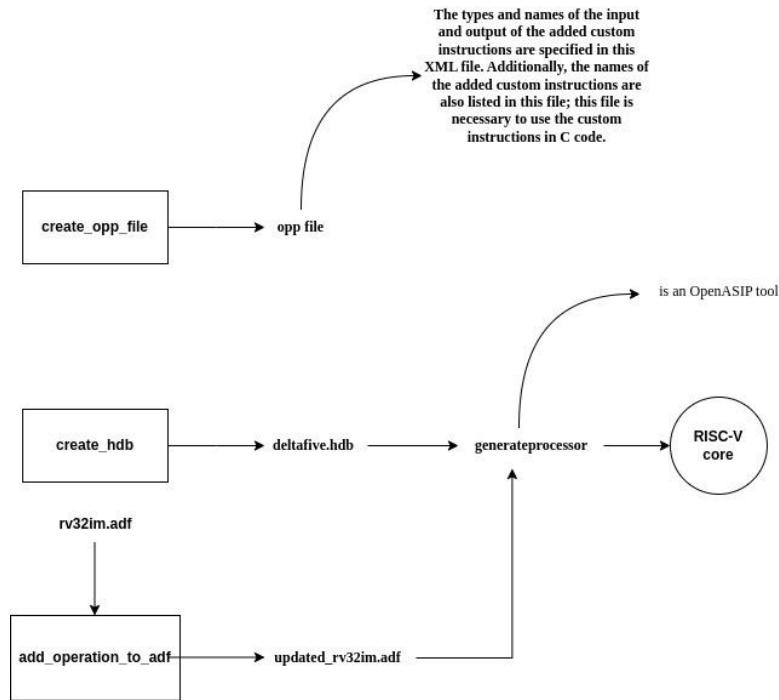 The types and names of the input
and output of the added custom
instructions are specified in this
XML file. Additionally, the names of
the added custom instructions are
also listed in this file; this file is
necessary to use the custom
instructions in C code.
create_opp_file
opp file
is an OpenASIP tool
create_hdb
deltafive.hdb
generateprocessor
RISC-V
core
rv32im.adf
add_operation_to_adf
updated_rv32im.adf